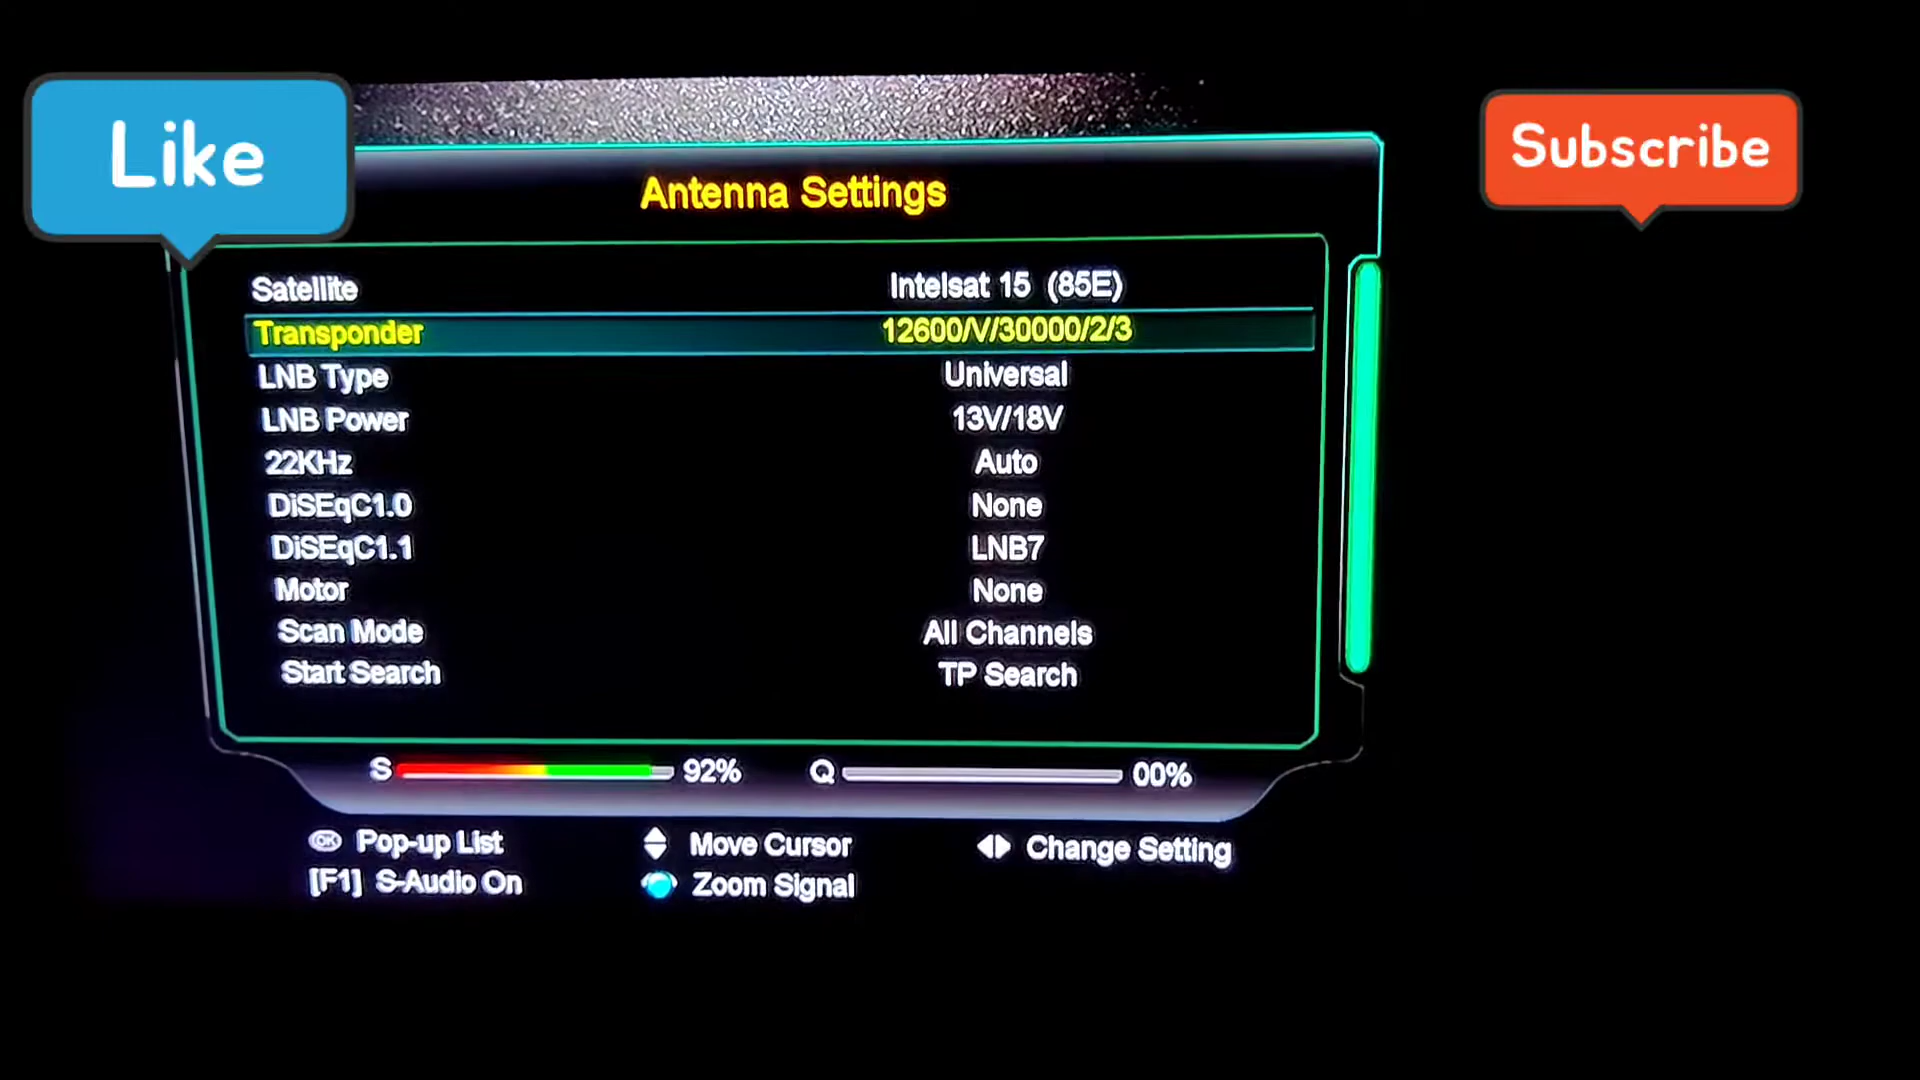 Like
Subscribe
Antenna Settings
Satellite Intelsat 15 (85E)
Transponder 12600/V/30000/2/3
LNB Type Universal
LNB Power 13V/18V
22KHz Auto
DiSEqC1.0 None
DiSEqC1.1 LNB7
Motor None
Scan Mode All Channels
Start Search TP Search
S 92% Q 00%
OK Pop-up List Move Cursor Change Setting
[F1] S-Audio On Zoom Signal